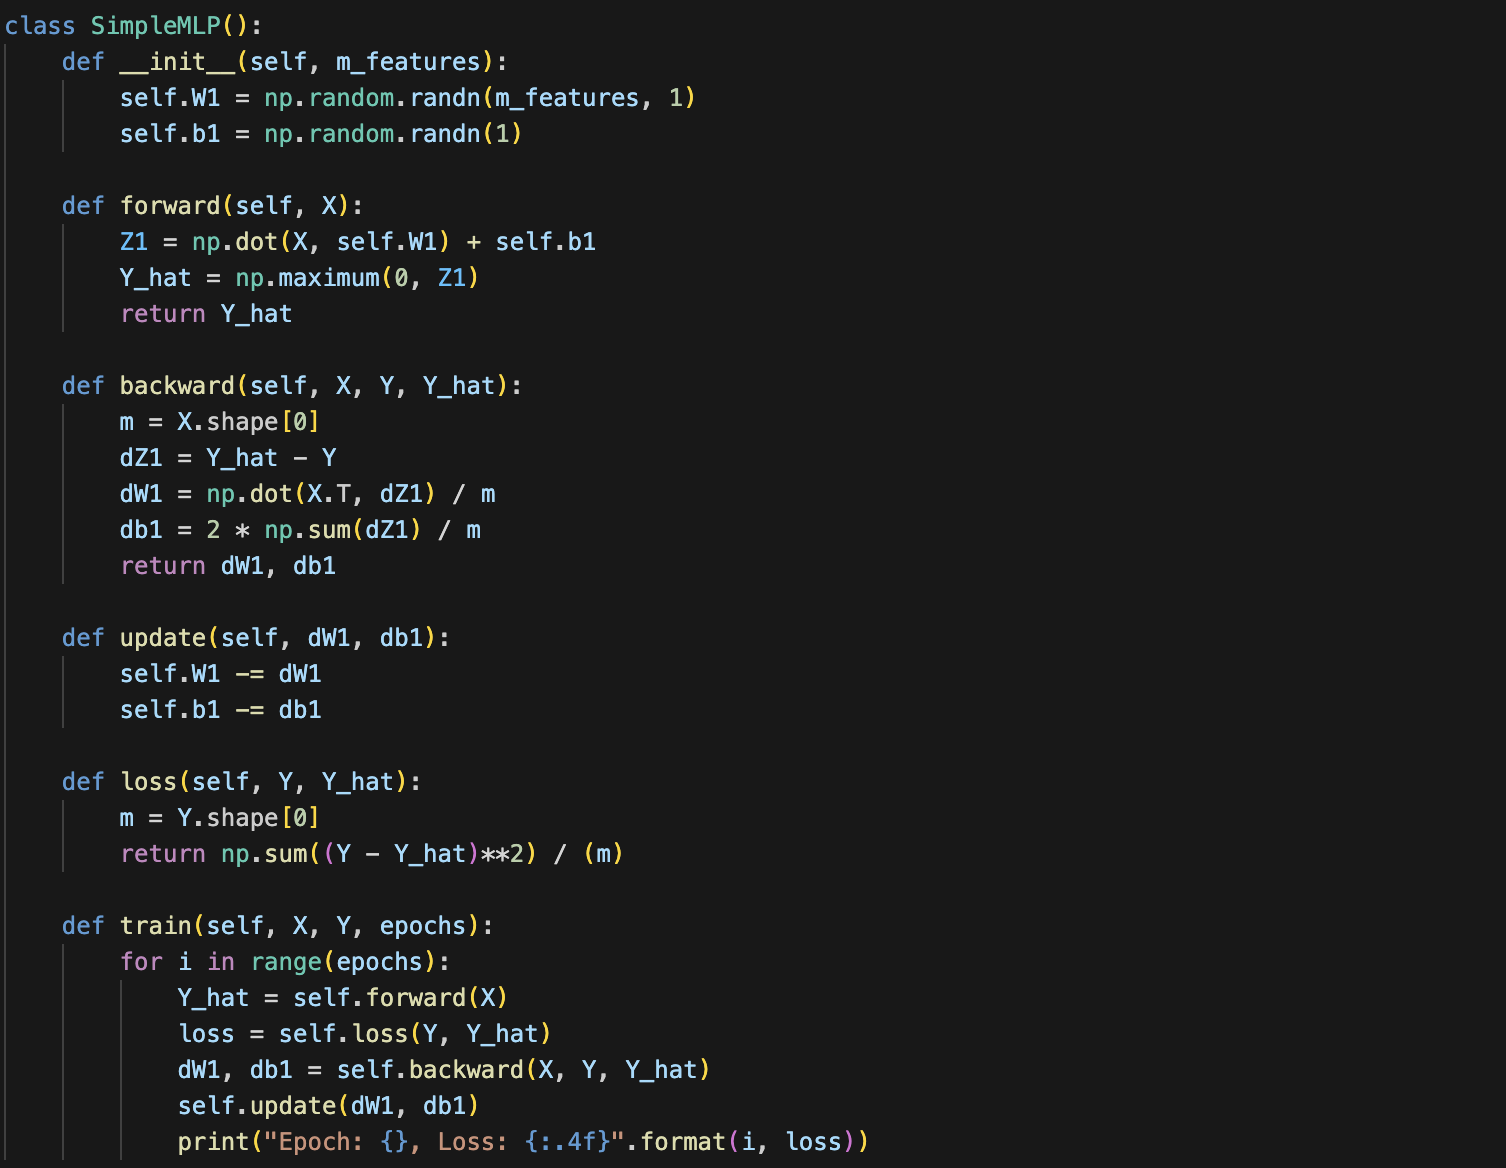 class SimpleMLP():
    def __init__(self, m_features):
        self.W1 = np.random.randn(m_features, 1)
        self.b1 = np.random.randn(1)

    def forward(self, X):
        Z1 = np.dot(X, self.W1) + self.b1
        Y_hat = np.maximum(0, Z1)
        return Y_hat

    def backward(self, X, Y, Y_hat):
        m = X.shape[0]
        dZ1 = Y_hat - Y
        dW1 = np.dot(X.T, dZ1) / m
        db1 = 2 * np.sum(dZ1) / m
        return dW1, db1

    def update(self, dW1, db1):
        self.W1 -= dW1
        self.b1 -= db1

    def loss(self, Y, Y_hat):
        m = Y.shape[0]
        return np.sum((Y - Y_hat)**2) / (m)

    def train(self, X, Y, epochs):
        for i in range(epochs):
            Y_hat = self.forward(X)
            loss = self.loss(Y, Y_hat)
            dW1, db1 = self.backward(X, Y, Y_hat)
            self.update(dW1, db1)
            print("Epoch: {}, Loss: {:.4f}".format(i, loss))